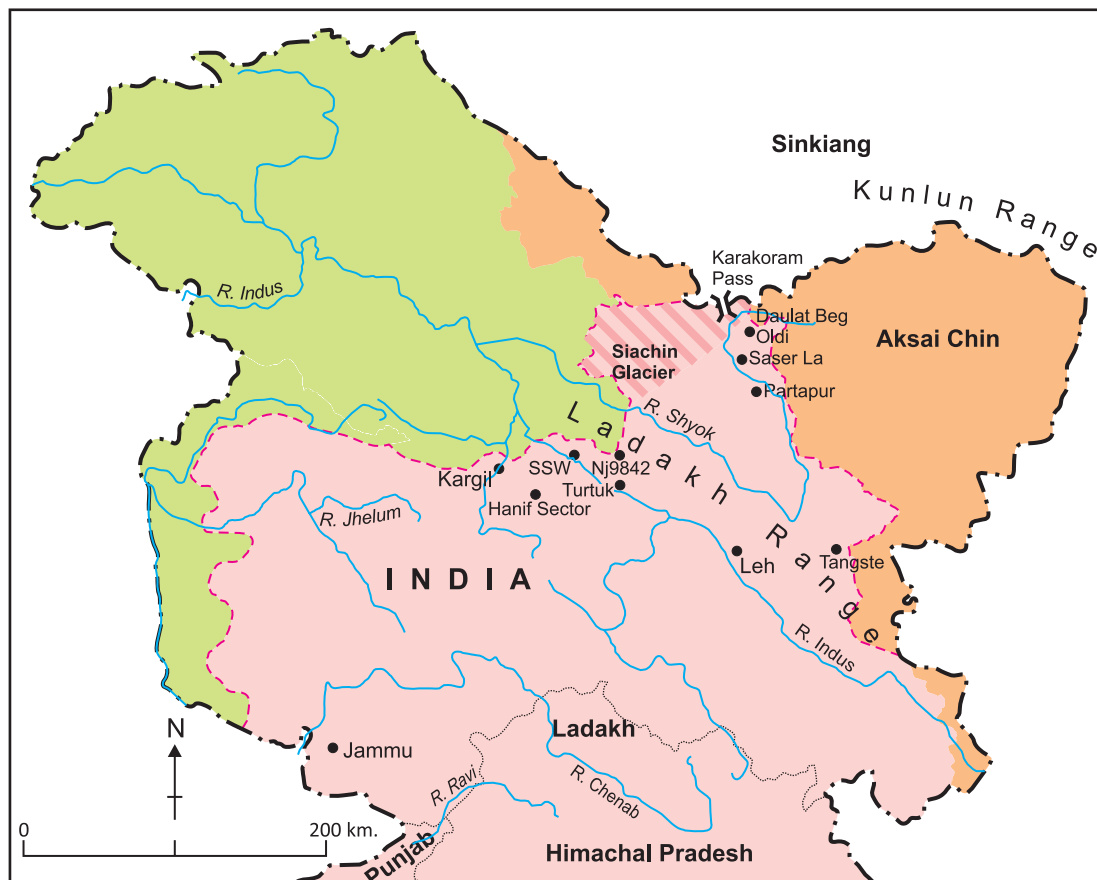 Sinkiang
Kunlun Range
Karakoram
Pass
R. Indus
Daulat Beg
Oldi
Aksai Chin
Siachin
Glacier
Saser La
Partapur
R. Shyok
Ladakh Range
Kargil
SSW
Nj9842
Turtuk
Hanif Sector
R. Jhelum
INDIA
Leh
Tangste
s
R. Indus
N
Jammu
Ladakh
R. Ravi
R. Chenab
0
200 km.
Punjab
Himachal Pradesh